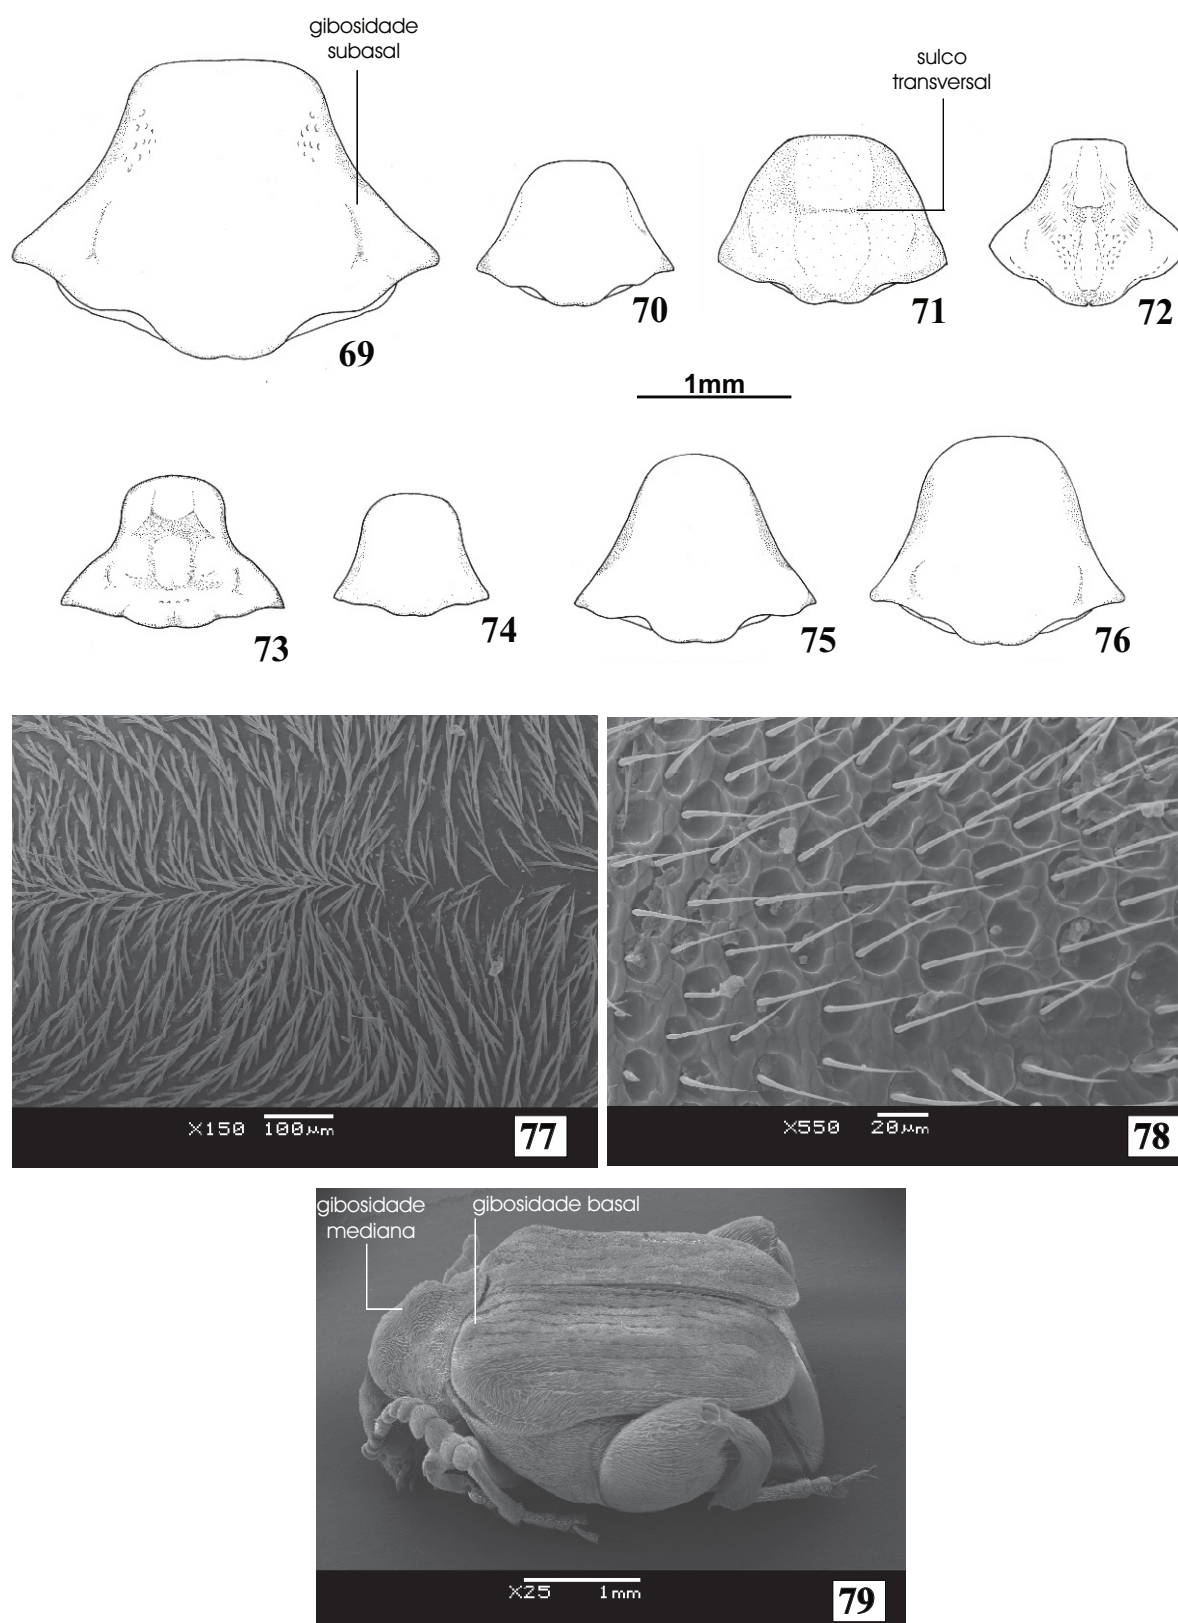 gibosidade
subasal
sulco
transversal
69
70
71
72
1mm
73
74
75
76
X150 100µm
77
X550 20µm
78
gibosidade
mediana
gibosidade basal
X25 1mm
79